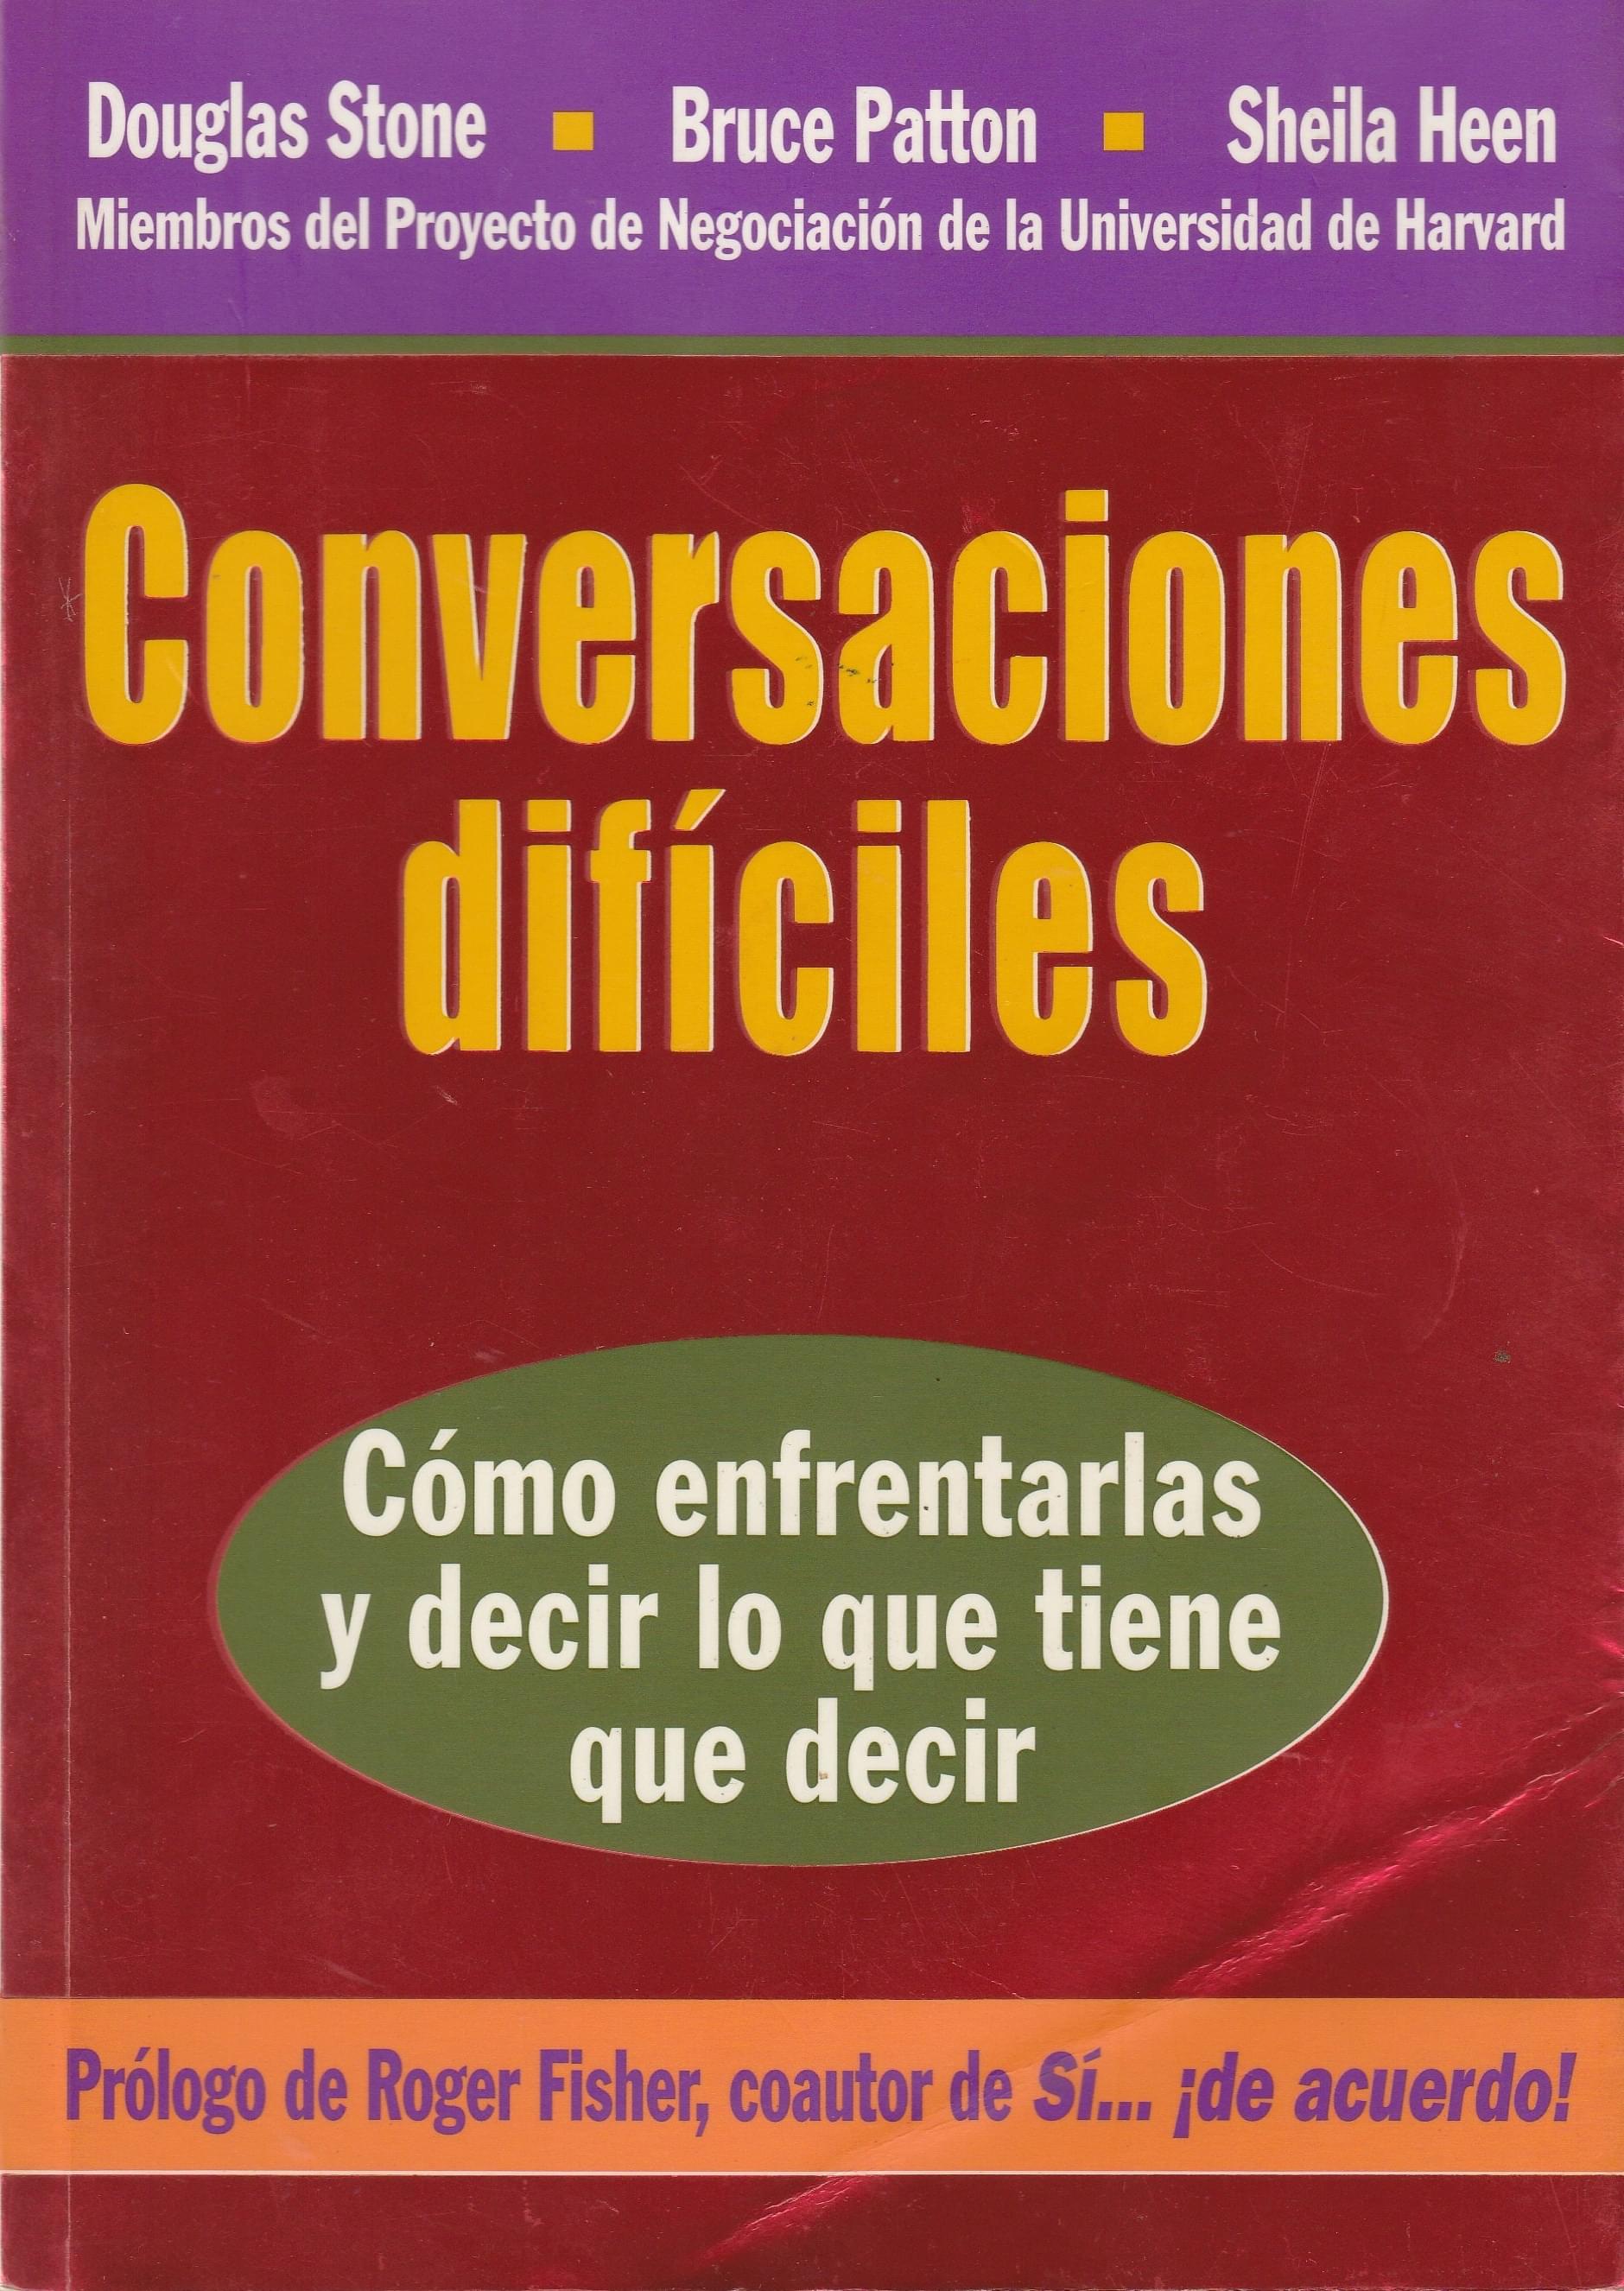 Douglas Stone ■ Bruce Patton ■ Sheila Heen
Miembros del Proyecto de Negociación de la Universidad de Harvard
Conversaciones
difíciles
Cómo enfrentarlas
y decir lo que tiene
que decir
Prólogo de Roger Fisher, coautor de Sí... ¡de acuerdo!